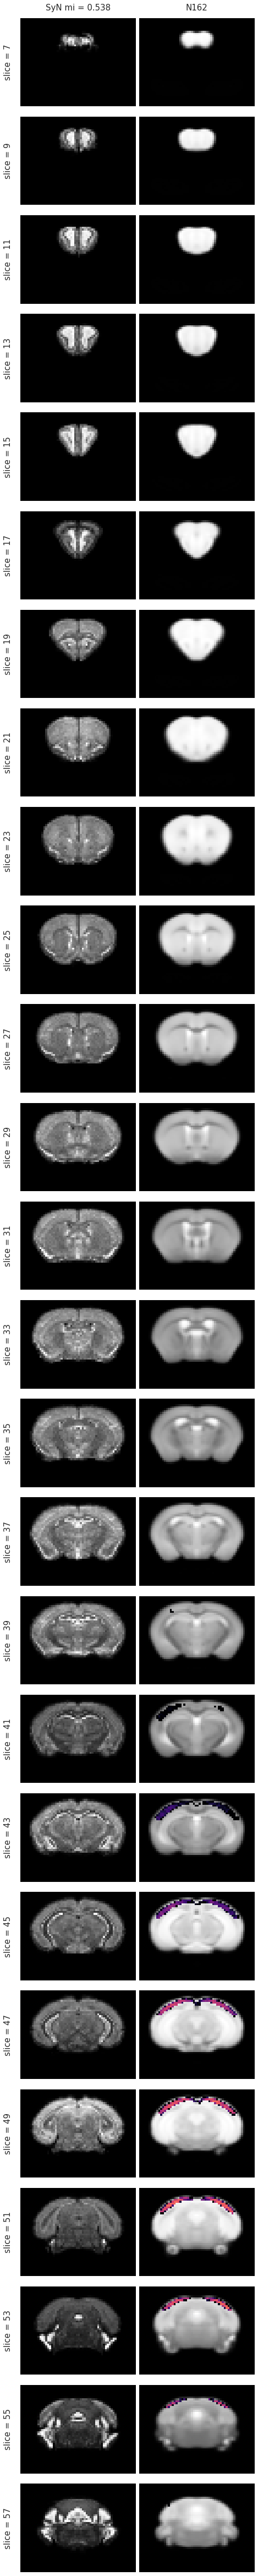 SyN mi = 0.538 N162
slice = 7
slice = 9
slice = 11
slice = 13
slice = 15
slice = 17
slice = 19
slice = 21
slice = 23
slice = 25
slice = 27
slice = 29
slice = 31
slice = 33
slice = 35
slice = 37
slice = 39
slice = 41
slice = 43
slice = 45
slice = 47
slice = 49
slice = 51
slice = 53
slice = 55
slice = 57